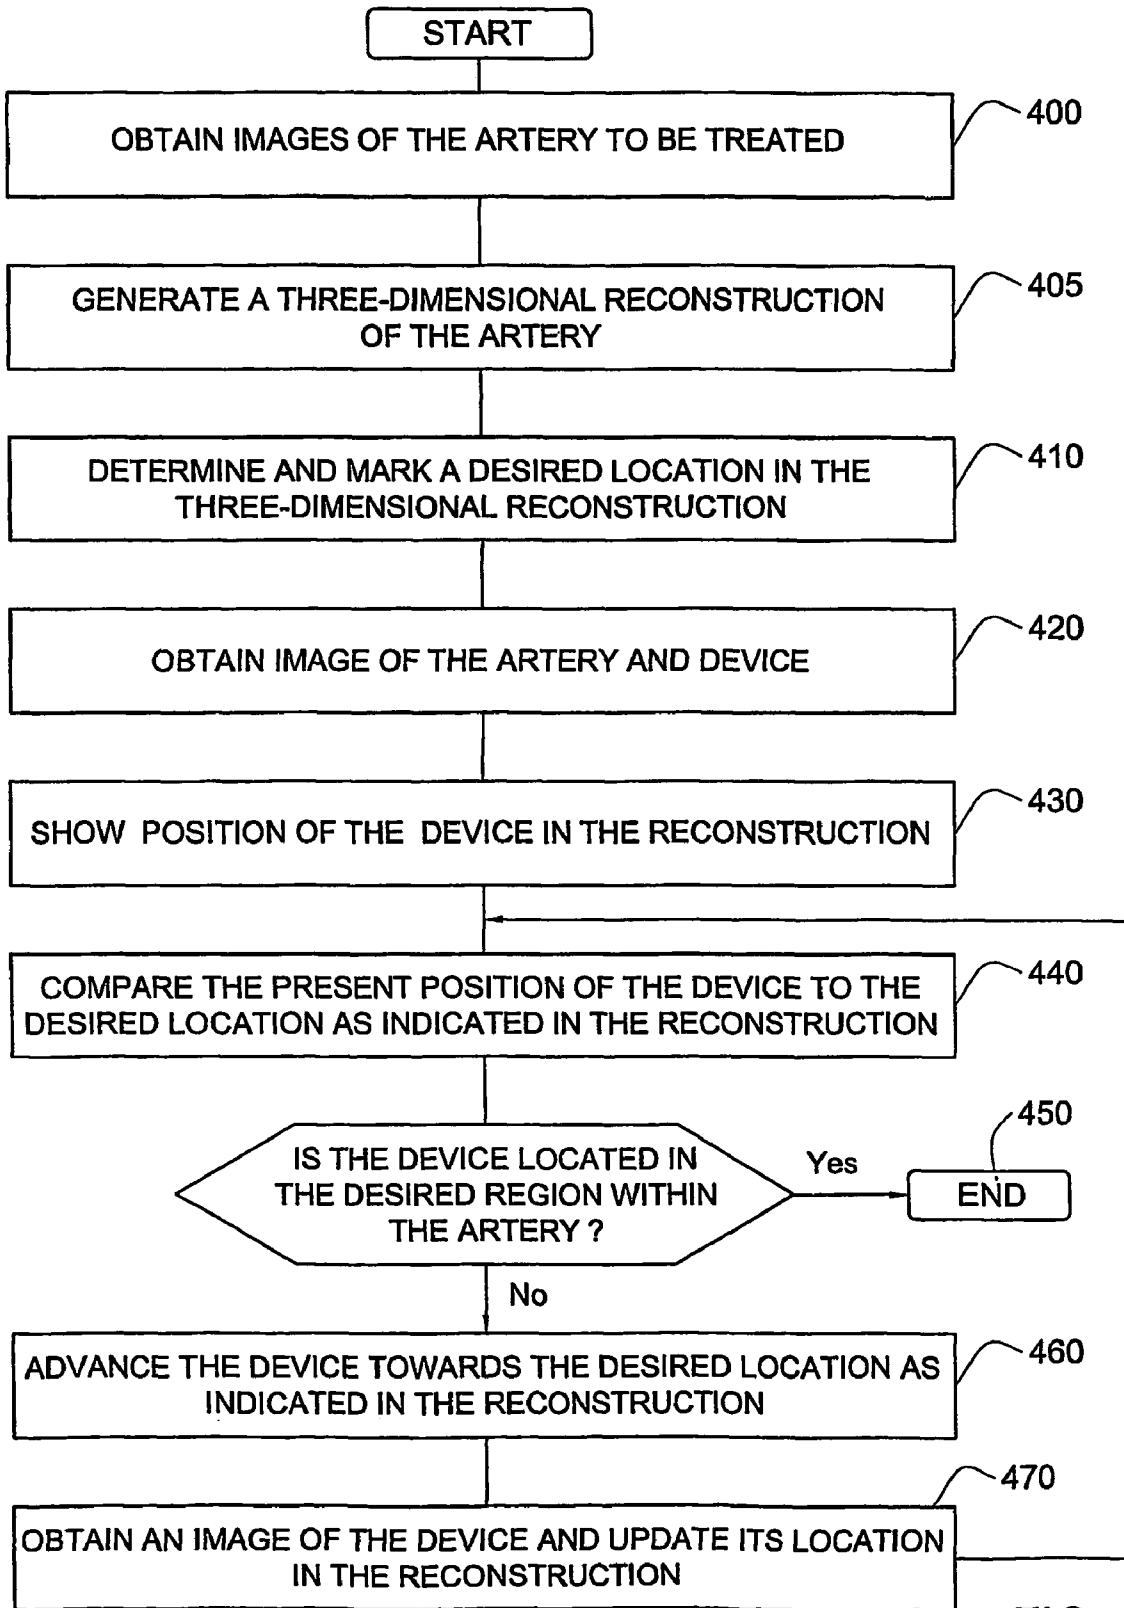 START
OBTAIN IMAGES OF THE ARTERY TO BE TREATED
400
GENERATE A THREE-DIMENSIONAL RECONSTRUCTION
OF THE ARTERY
405
DETERMINE AND MARK A DESIRED LOCATION IN THE
THREE-DIMENSIONAL RECONSTRUCTION
410
OBTAIN IMAGE OF THE ARTERY AND DEVICE
420
SHOW POSITION OF THE DEVICE IN THE RECONSTRUCTION
430
COMPARE THE PRESENT POSITION OF THE DEVICE TO THE
DESIRED LOCATION AS INDICATED IN THE RECONSTRUCTION
440
IS THE DEVICE LOCATED IN
THE DESIRED REGION WITHIN
THE ARTERY ?
Yes
450
END
No
ADVANCE THE DEVICE TOWARDS THE DESIRED LOCATION AS
INDICATED IN THE RECONSTRUCTION
460
470
OBTAIN AN IMAGE OF THE DEVICE AND UPDATE ITS LOCATION
IN THE RECONSTRUCTION